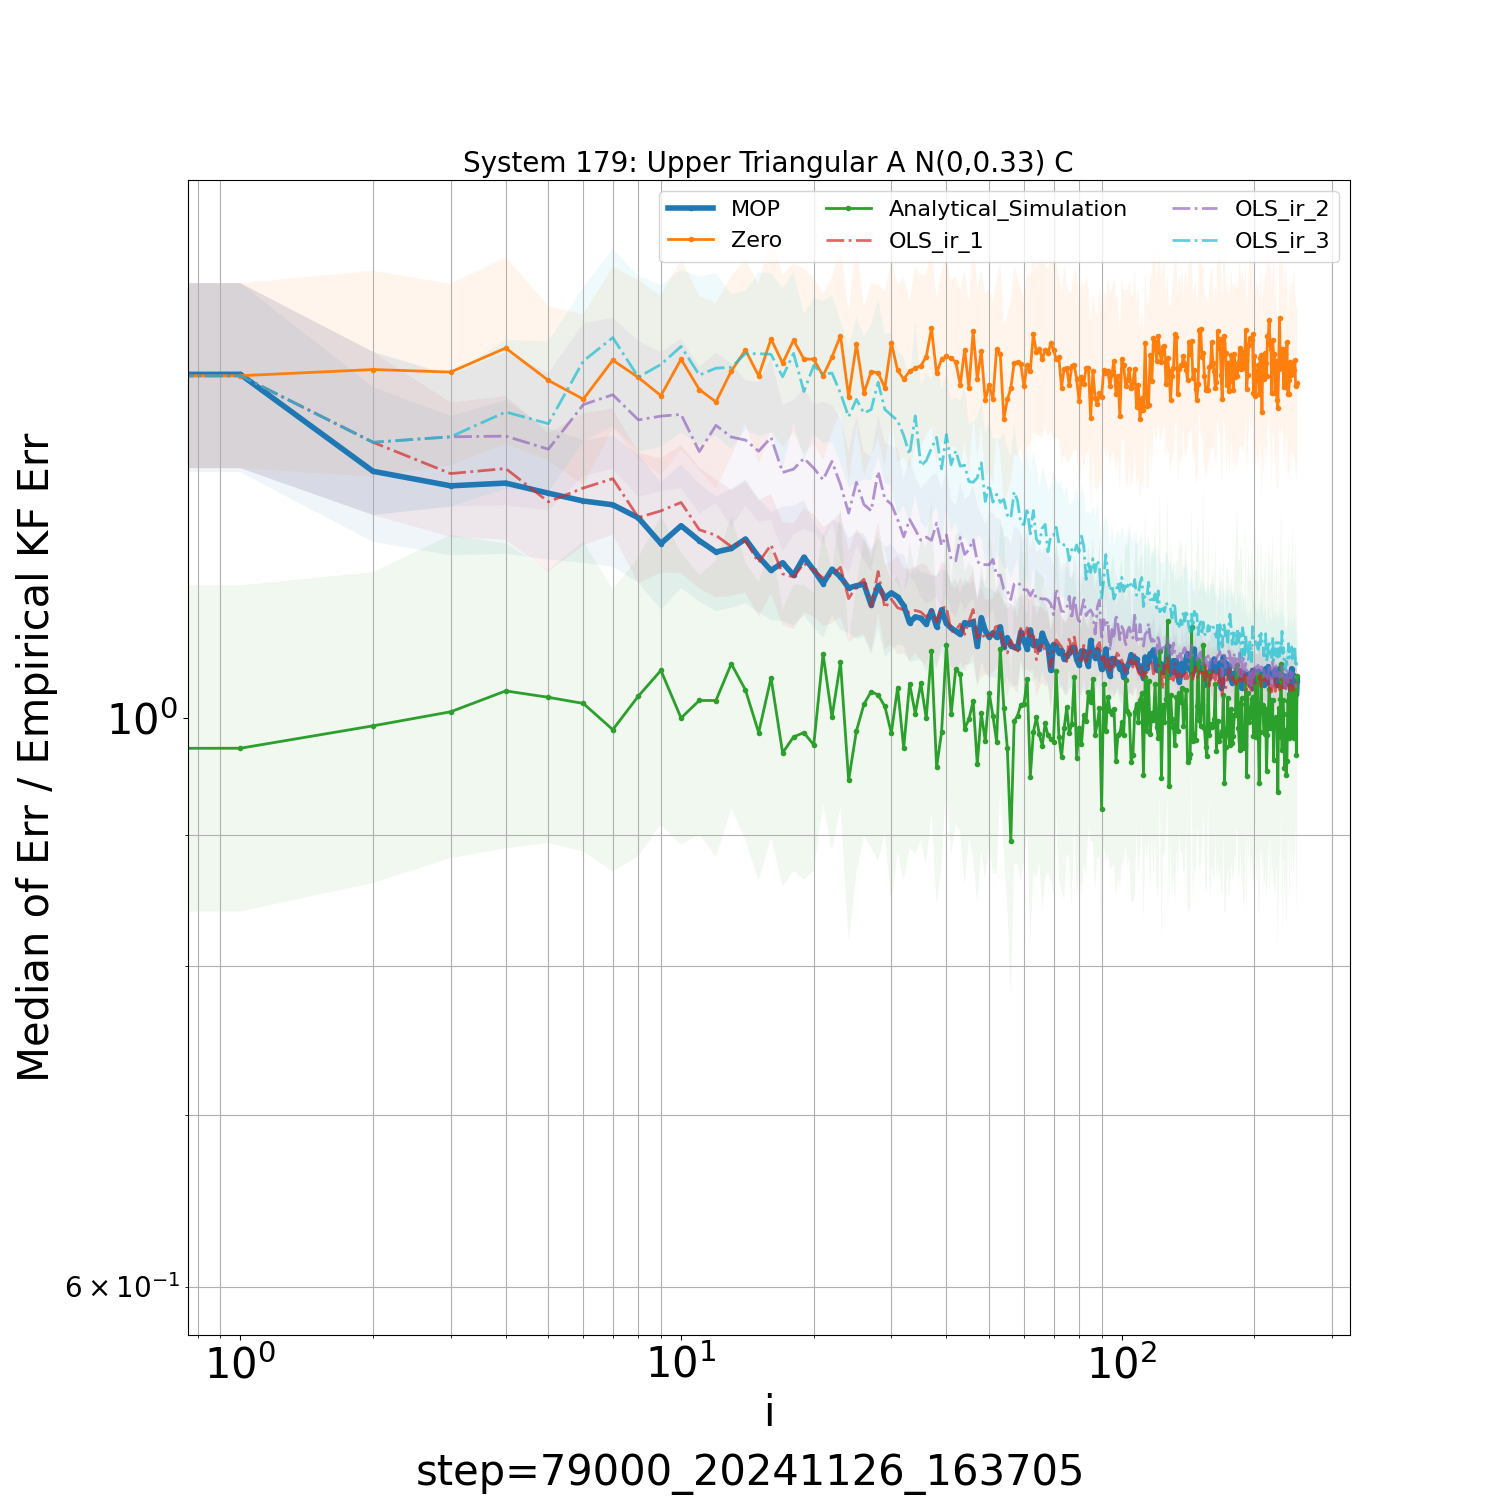 System 179: Upper Triangular A N(0,0.33) C
MOP
Zero
Analytical_Simulation
OLS_ir_1
OLS_ir_2
OLS_ir_3
Median of Err / Empirical KF Err
10⁰
6 × 10⁻¹
10⁰ 10¹ 10²
i
step=79000_20241126_163705